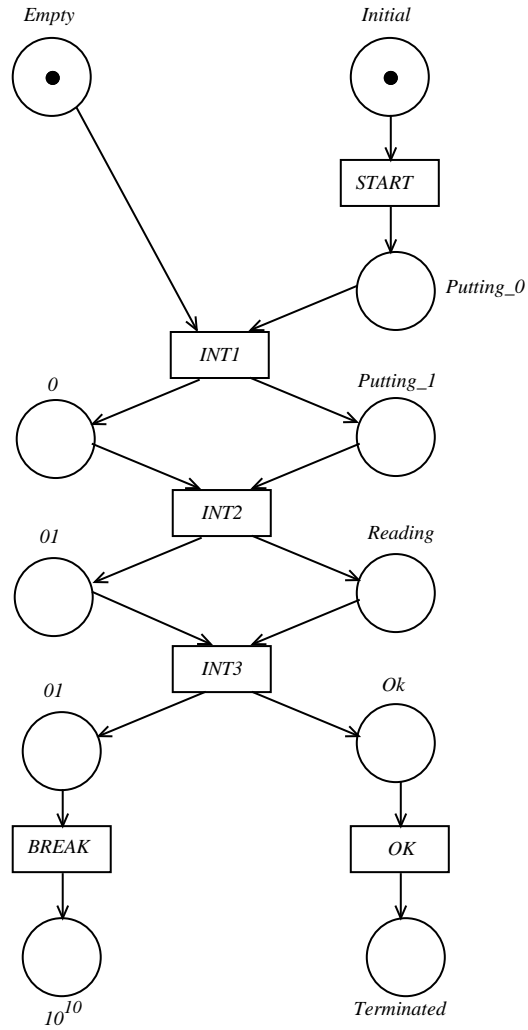 Empty
Initial
START
Putting_0
INT1
0
Putting_1
INT2
01
Reading
INT3
01
Ok
BREAK
OK
10^10
Terminated